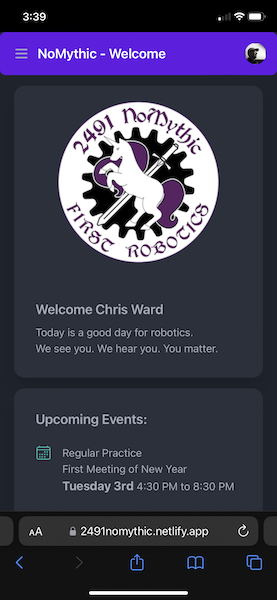 3:39
NoMythic - Welcome
2491 NoMythic
FIRST ROBOTICS
Welcome Chris Ward
Today is a good day for robotics.
We see you. We hear you. You matter.
Upcoming Events:
Regular Practice
First Meeting of New Year
Tuesday 3rd 4:30 PM to 8:30 PM
AA
2491nomythic.netlify.app